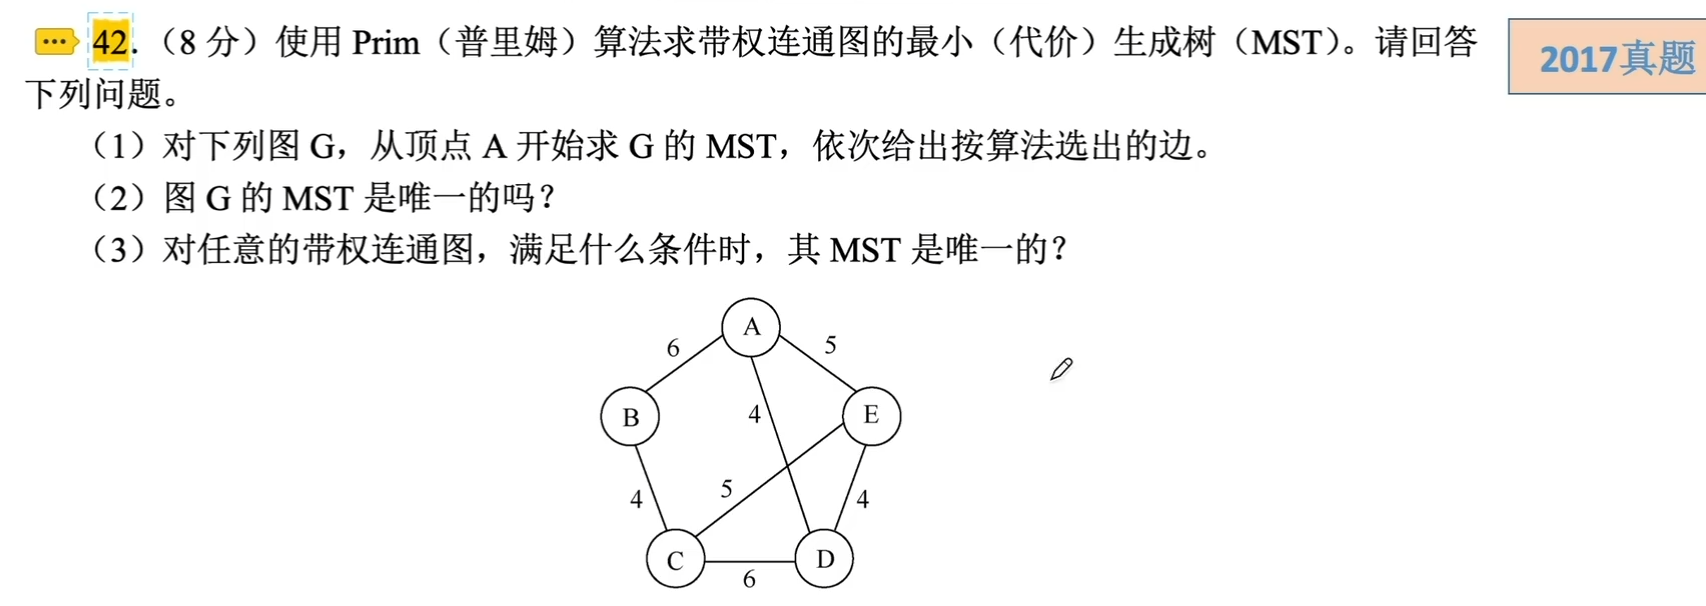 42.（8 分）使用 Prim（普里姆）算法求带权连通图的最小（代价）生成树（MST）。请回答
2017真题
下列问题。
（1）对下列图 G，从顶点 A 开始求 G 的 MST，依次给出按算法选出的边。
（2）图 G 的 MST 是唯一的吗？
（3）对任意的带权连通图，满足什么条件时，其 MST 是唯一的？
A
6
5
B
4
E
5
4
4
C
D
6